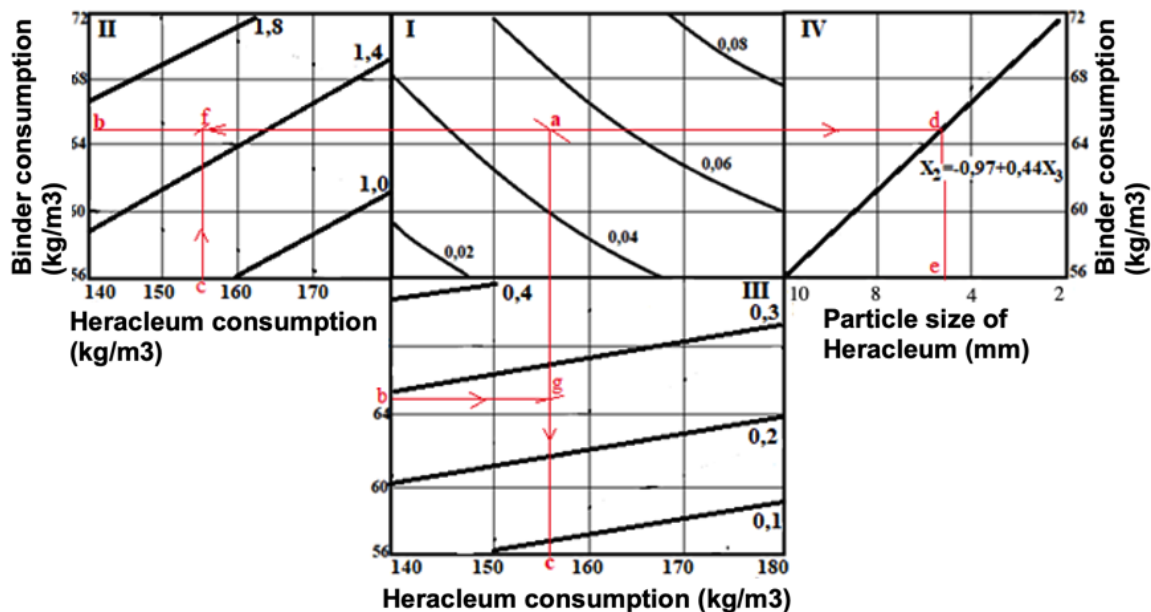 II
I
IV
72
72
1,8
0,08
1,4
68
68
b
f
a
d
64
64
X2=-0,97+0,44X3
0,06
1,0
60
60
0,04
0,02
56
56
c
e
140
150
160
170
10
8
4
2
0,4
III
0,3
b
g
64
0,2
60
0,1
56
c
140
150
160
170
180
Binder consumption
(kg/m3)
Heracleum consumption
(kg/m3)
Particle size of
Heracleum (mm)
Binder consumption
(kg/m3)
Heracleum consumption (kg/m3)